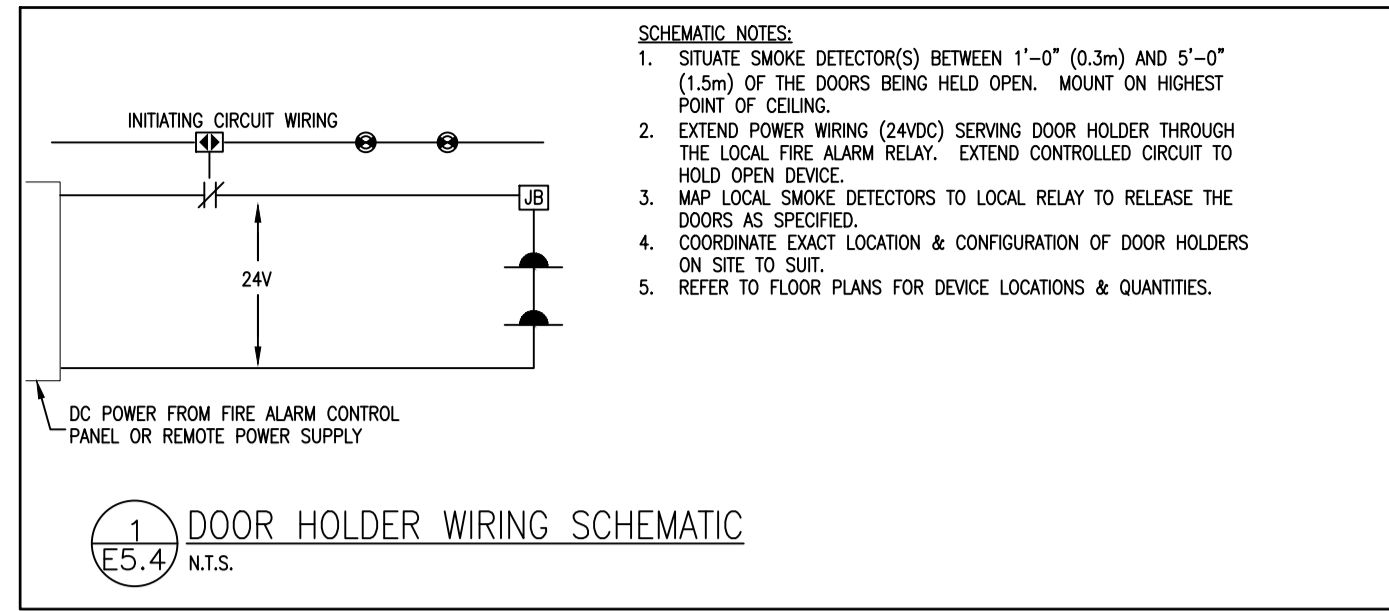 SCHEMATIC NOTES:
1. SITUATE SMOKE DETECTOR(S) BETWEEN 1'-0" (0.3m) AND 5'-0"
(1.5m) OF THE DOORS BEING HELD OPEN. MOUNT ON HIGHEST
POINT OF CEILING.
2. EXTEND POWER WIRING (24VDC) SERVING DOOR HOLDER THROUGH
THE LOCAL FIRE ALARM RELAY. EXTEND CONTROLLED CIRCUIT TO
HOLD OPEN DEVICE.
3. MAP LOCAL SMOKE DETECTORS TO LOCAL RELAY TO RELEASE THE
DOORS AS SPECIFIED.
4. COORDINATE EXACT LOCATION & CONFIGURATION OF DOOR HOLDERS
ON SITE TO SUIT.
5. REFER TO FLOOR PLANS FOR DEVICE LOCATIONS & QUANTITIES.
INITIATING CIRCUIT WIRING
JB
24V
DC POWER FROM FIRE ALARM CONTROL
PANEL OR REMOTE POWER SUPPLY
1
E5.4
DOOR HOLDER WIRING SCHEMATIC
N.T.S.